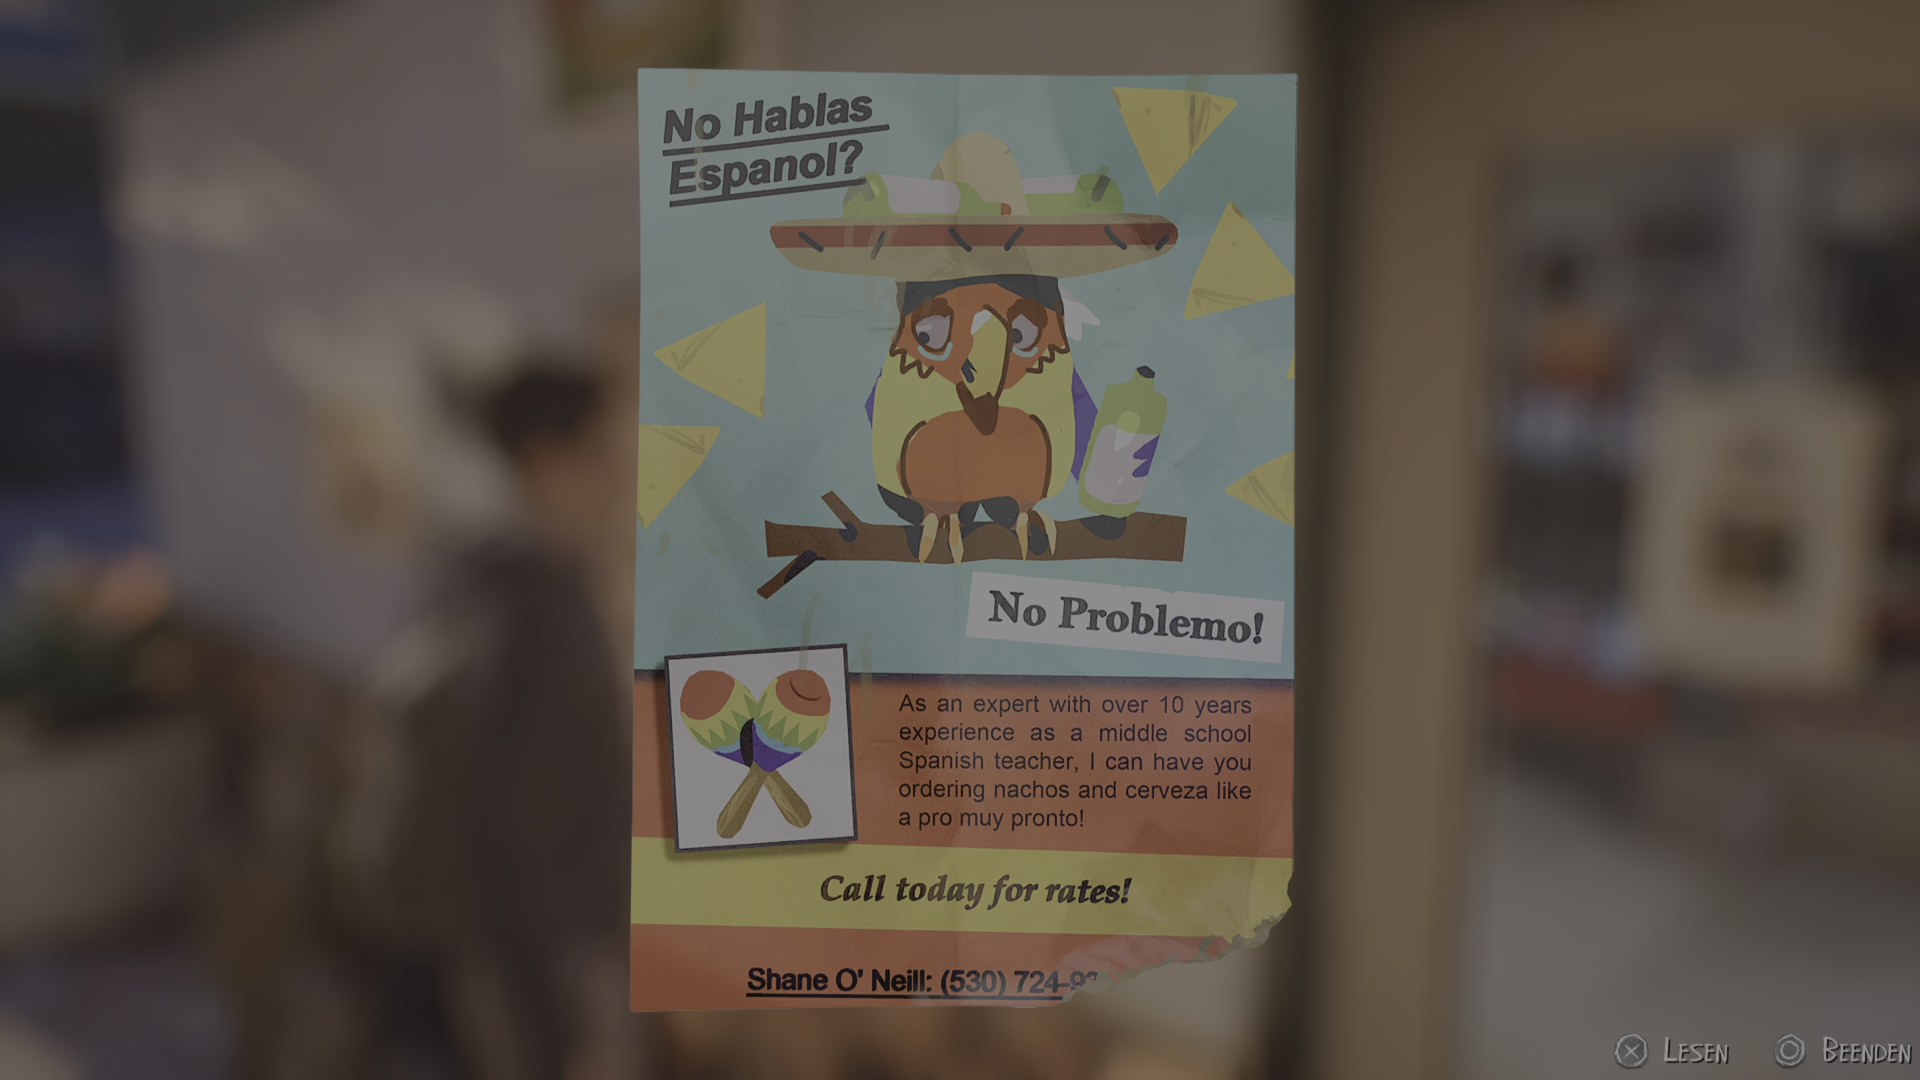 No Hablas
Espanol?
No Problemo!
As an expert with over 10 years
experience as a middle school
Spanish teacher, I can have you
ordering nachos and cerveza like
a pro muy pronto!
Call today for rates!
Shane O' Neill: (530) 724-9
LESEN
BEENDEN